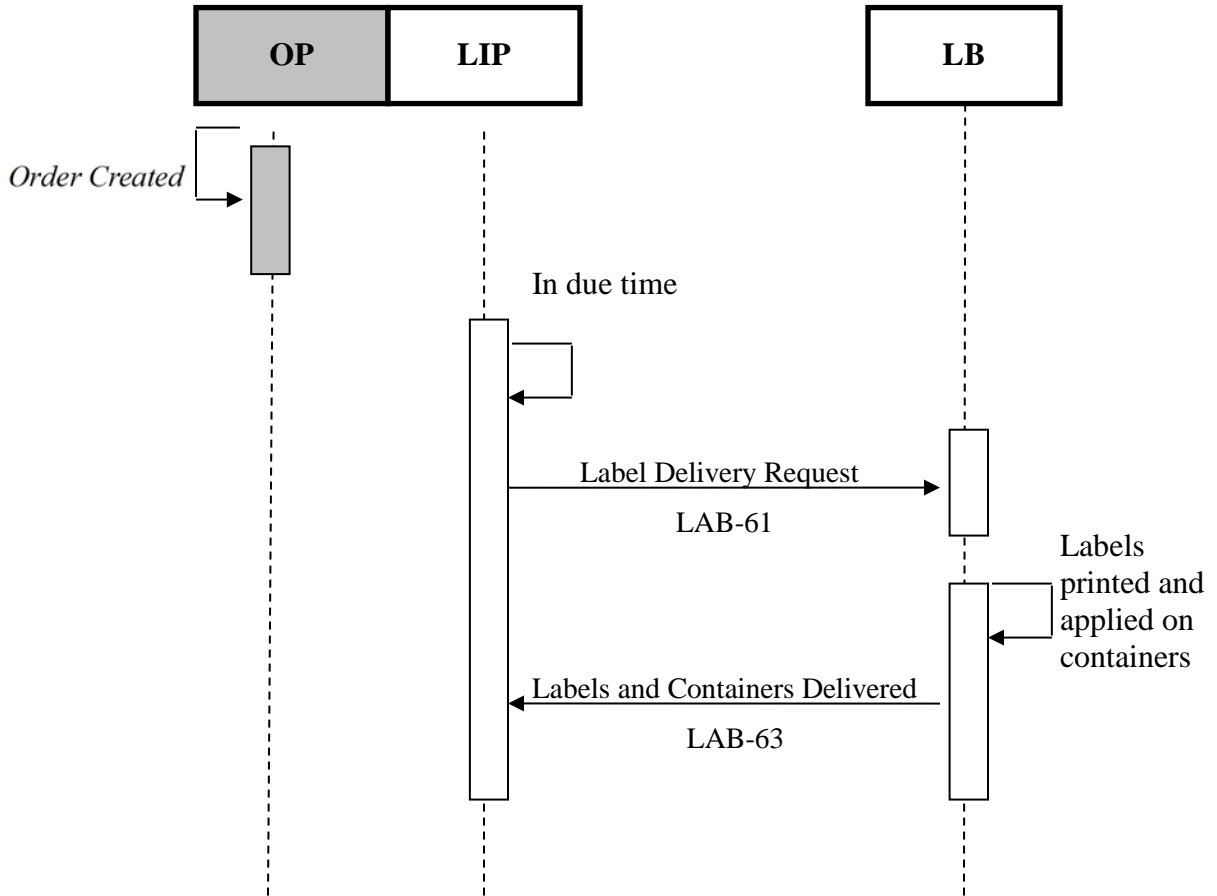 OP
LIP
LB
Order Created
In due time
Label Delivery Request
LAB-61
Labels
printed and
applied on
containers
Labels and Containers Delivered
LAB-63